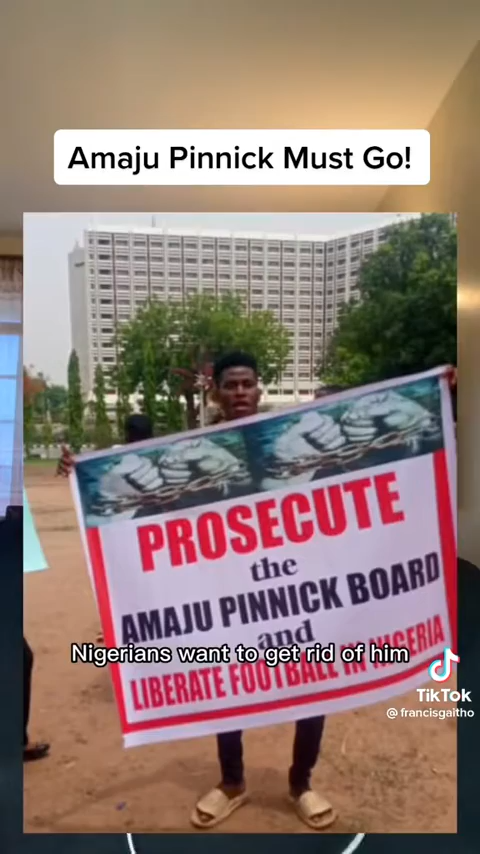 Amaju Pinnick Must Go!
PROSECUTE
the
AMAJU PINNICK BOARD
and
LIBERATE FOOTBALL IN NIGERIA
Nigerians want to get rid of him
TikTok
@francisgaitho